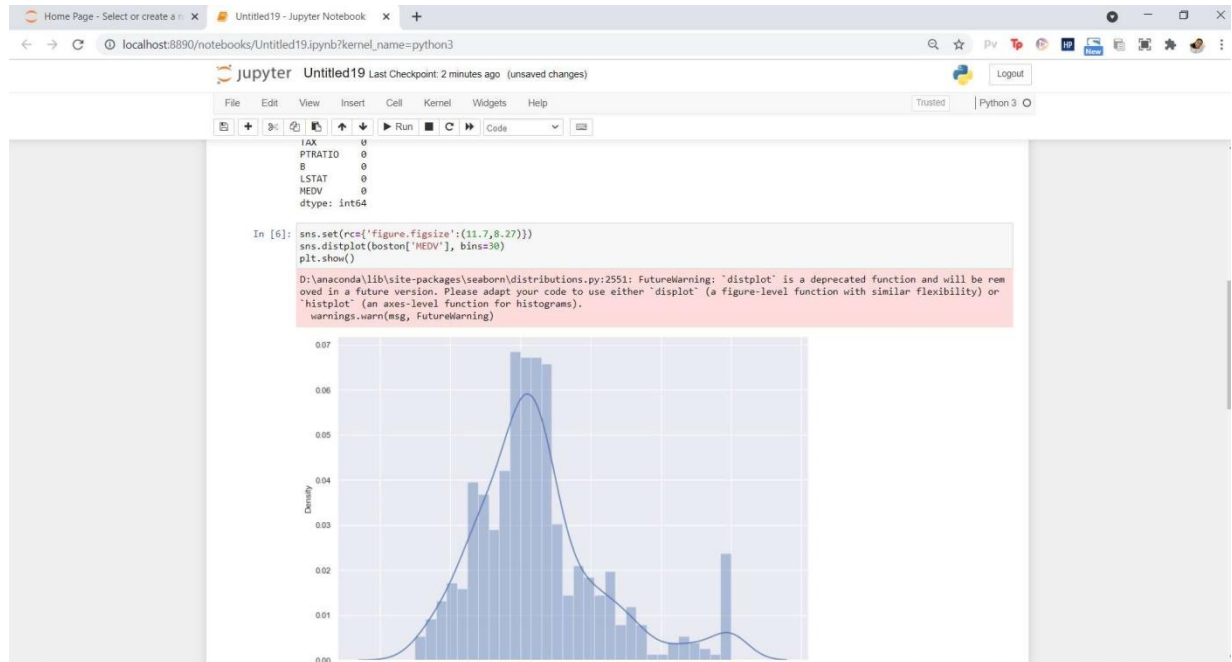 Home Page - Select or create a n
Untitled19 - Jupyter Notebook
localhost:8890/notebooks/Untitled19.ipynb?kernel_name=python3
PV
Tp
HP
New
jupyter Untitled19 Last Checkpoint: 2 minutes ago (unsaved changes)
Logout
File Edit View Insert Cell Kernel Widgets Help
Trusted
Python 3
Run
Code
TAX 0
PTRATIO 0
B 0
LSTAT 0
MEDV 0
dtype: int64
In [6]: sns.set(rc={'figure.figsize':(11.7,8.27)})
sns.distplot(boston['MEDV'], bins=30)
plt.show()
D:\anaconda\lib\site-packages\seaborn\distributions.py:2551: FutureWarning: `distplot` is a deprecated function and will be rem
oved in a future version. Please adapt your code to use either `displot` (a figure-level function with similar flexibility) or
`histplot` (an axes-level function for histograms).
warnings.warn(msg, FutureWarning)
0.07
0.06
0.05
0.04
Density
0.03
0.02
0.01
0.00